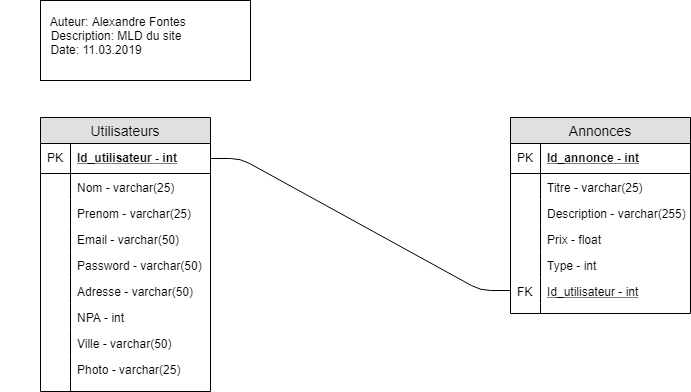 Auteur: Alexandre Fontes
Description: MLD du site
Date: 11.03.2019
Utilisateurs
PK Id_utilisateur - int
Nom - varchar(25)
Prenom - varchar(25)
Email - varchar(50)
Password - varchar(50)
Adresse - varchar(50)
NPA - int
Ville - varchar(50)
Photo - varchar(25)
Annonces
PK Id_annonce - int
Titre - varchar(25)
Description - varchar(255)
Prix - float
Type - int
FK Id_utilisateur - int